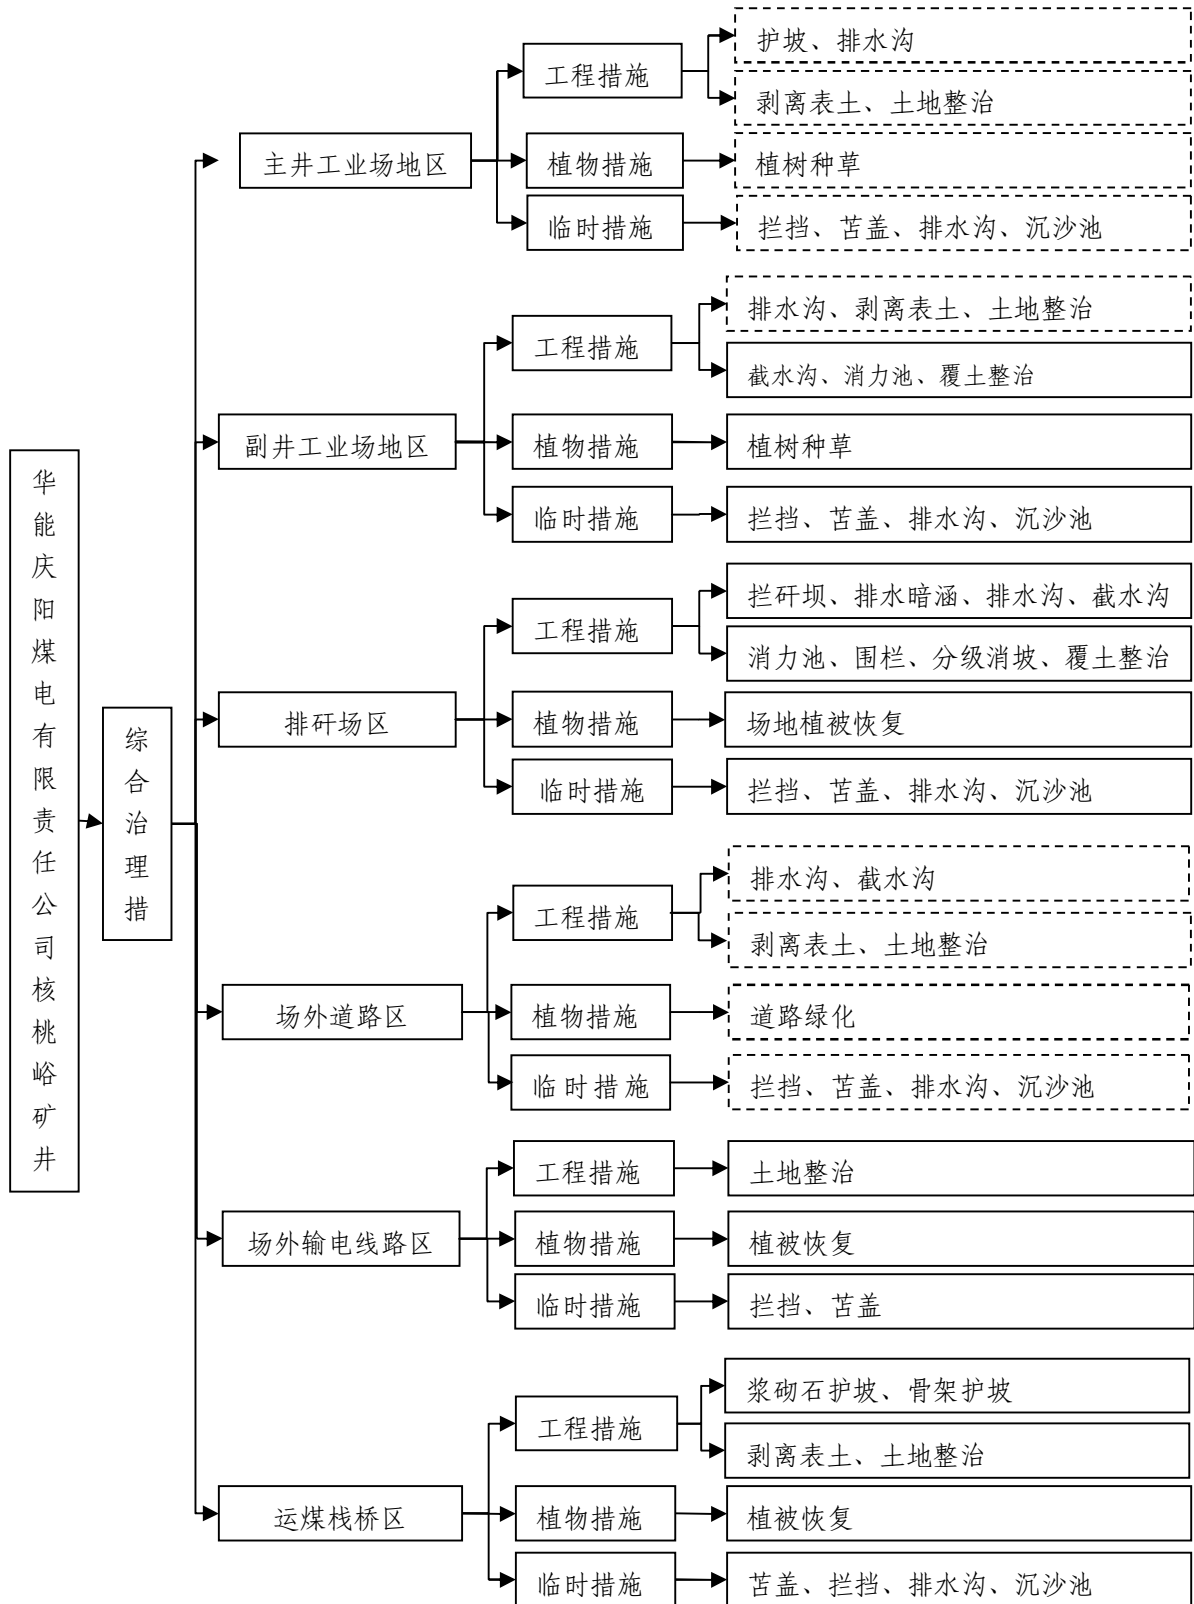 华能庆阳煤电有限责任公司核桃峪矿井
综合治理措
主井工业场地区
工程措施
护坡、排水沟
剥离表土、土地整治
植物措施
植树种草
临时措施
拦挡、苫盖、排水沟、沉沙池
副井工业场地区
工程措施
排水沟、剥离表土、土地整治
截水沟、消力池、覆土整治
植物措施
植树种草
临时措施
拦挡、苫盖、排水沟、沉沙池
排矸场区
工程措施
拦矸坝、排水暗涵、排水沟、截水沟
消力池、围栏、分级消坡、覆土整治
植物措施
场地植被恢复
临时措施
拦挡、苫盖、排水沟、沉沙池
场外道路区
工程措施
排水沟、截水沟
剥离表土、土地整治
植物措施
道路绿化
临时措施
拦挡、苫盖、排水沟、沉沙池
场外输电线路区
工程措施
土地整治
植物措施
植被恢复
临时措施
拦挡、苫盖
运煤栈桥区
工程措施
浆砌石护坡、骨架护坡
剥离表土、土地整治
植物措施
植被恢复
临时措施
苫盖、拦挡、排水沟、沉沙池